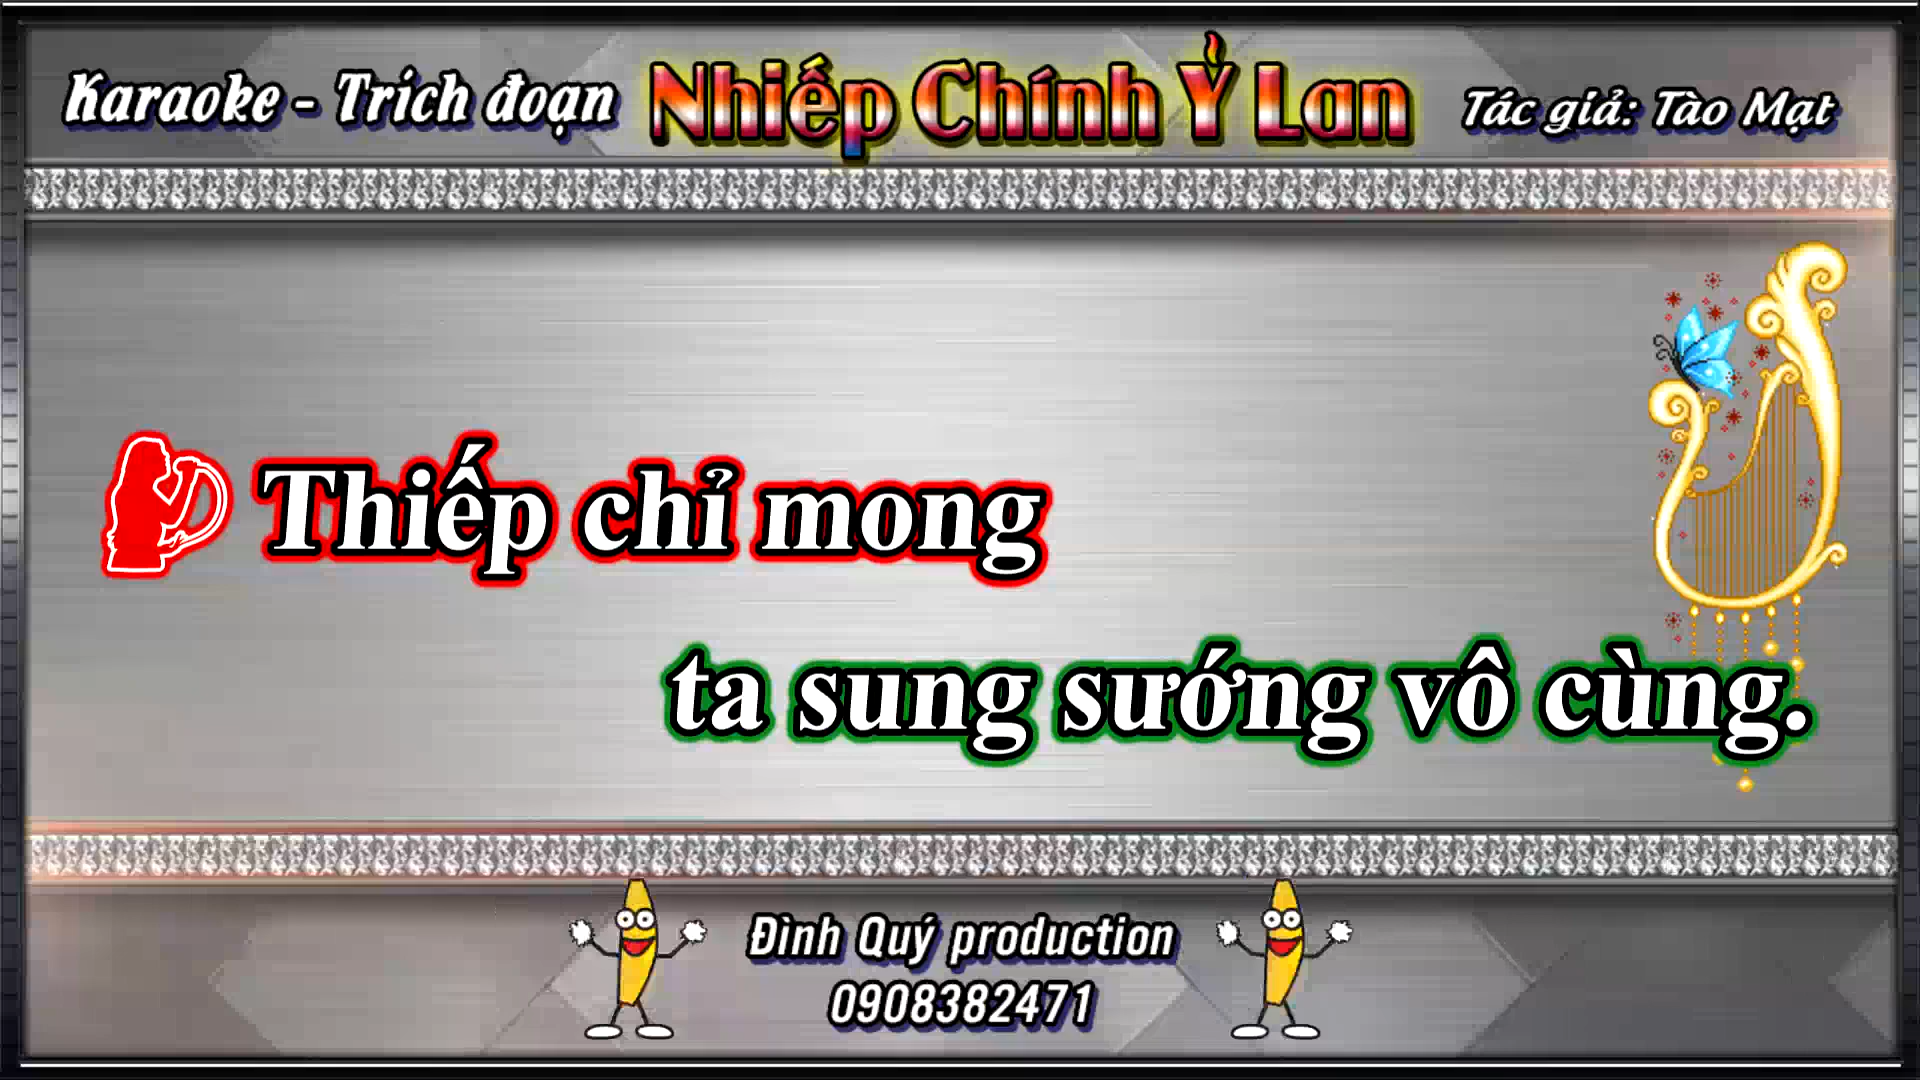 Karaoke - Trích đoạn Nhiếp Chính Ỷ Lan Tác giả: Tào Mạt
Thiếp chỉ mong
ta sung sướng vô cùng.
Đình Quý production
0908382471